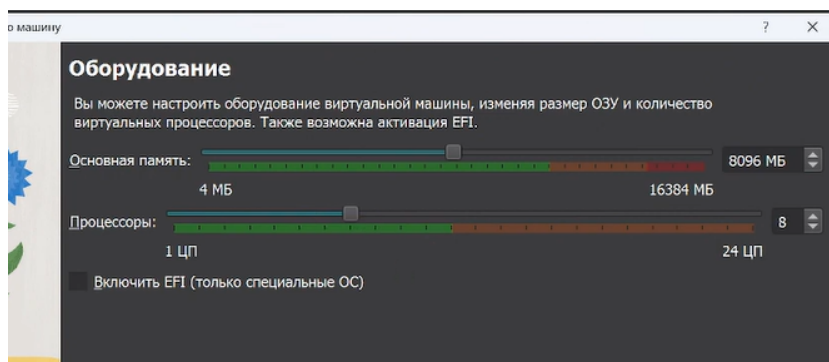 о машину
?
Оборудование
Вы можете настроить оборудование виртуальной машины, изменяя размер ОЗУ и количество
виртуальных процессоров. Также возможна активация EFI.
Основная память:
8096 МБ
4 МБ
16384 МБ
Процессоры:
8
1 ЦП
24 ЦП
Включить EFI (только специальные ОС)